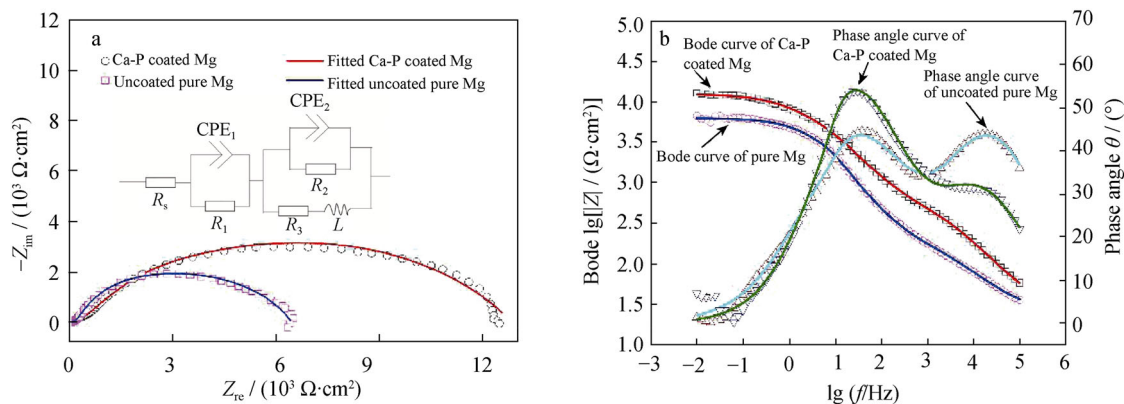 a
Ca-P coated Mg
Uncoated pure Mg
Fitted Ca-P coated Mg
Fitted uncoated pure Mg
CPE1
CPE2
Rs
R1
R2
R3
L
12
10
8
6
4
2
0
−Zim / (10³ Ω·cm²)
0 3 6 9 12
Zre / (10³ Ω·cm²)
b
Bode curve of Ca-P
coated Mg
Phase angle curve of
Ca-P coated Mg
Phase angle curve
of uncoated pure Mg
Bode curve of pure Mg
5.0
4.5
4.0
3.5
3.0
2.5
2.0
1.5
1.0
Bode lg[|Z| / (Ω·cm²)]
70
60
50
40
30
20
10
0
Phase angle θ / (°)
−3 −2 −1 0 1 2 3 4 5 6
lg (f/Hz)